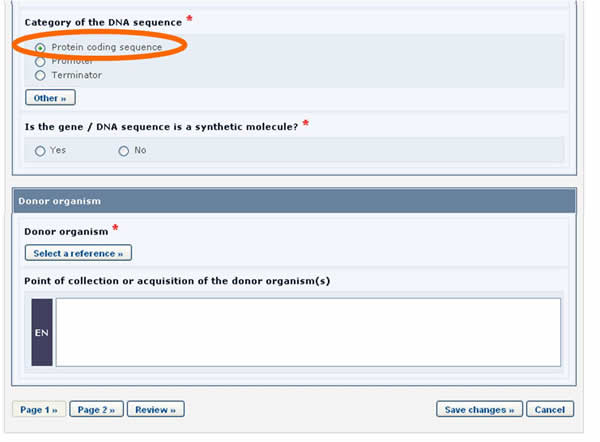 Category of the DNA sequence *
Protein coding sequence
Promoter
Terminator
Other »
Is the gene / DNA sequence is a synthetic molecule? *
Yes No
Donor organism
Donor organism *
Select a reference »
Point of collection or acquisition of the donor organism(s)
EN
Page 1 » Page 2 » Review » Save changes » Cancel